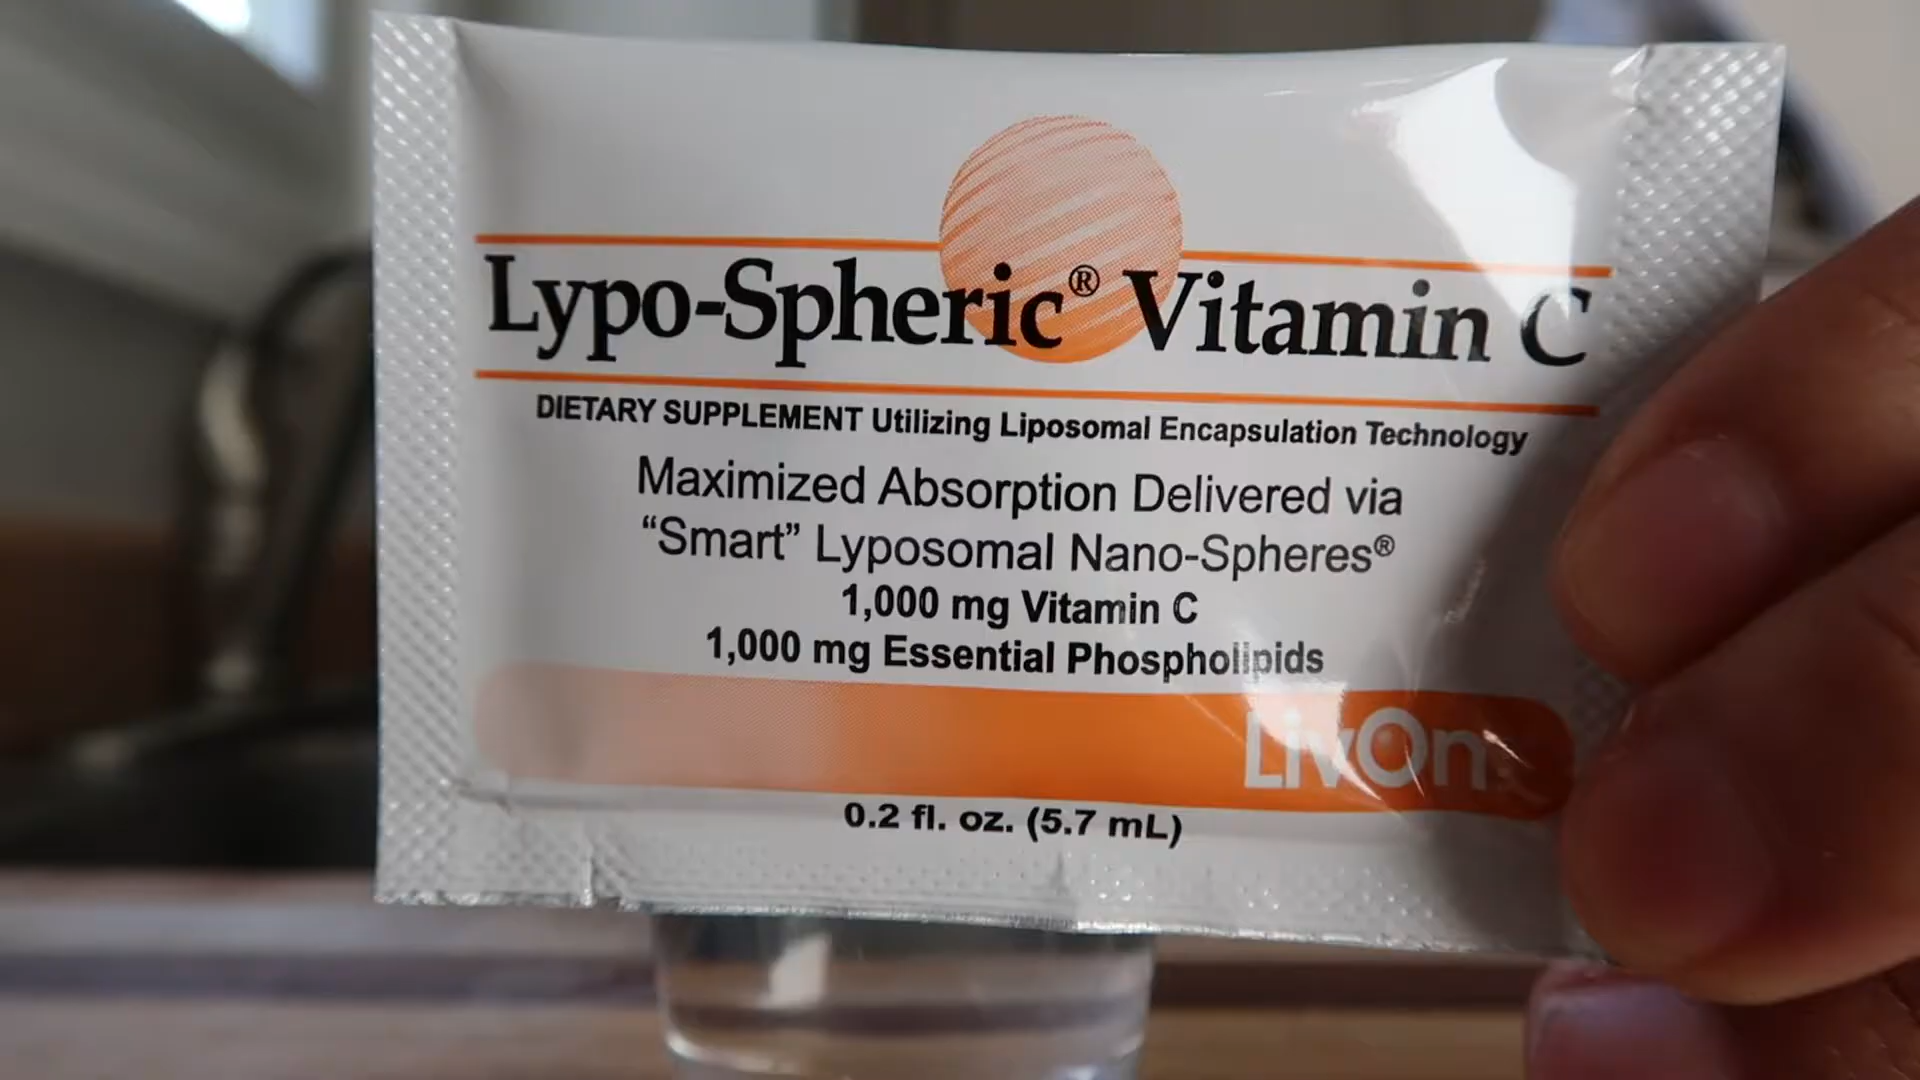 Lypo-Spheric® Vitamin C
DIETARY SUPPLEMENT Utilizing Liposomal Encapsulation Technology
Maximized Absorption Delivered via
“Smart” Lyposomal Nano-Spheres®
1,000 mg Vitamin C
1,000 mg Essential Phospholipids
LivOn
0.2 fl. oz. (5.7 mL)